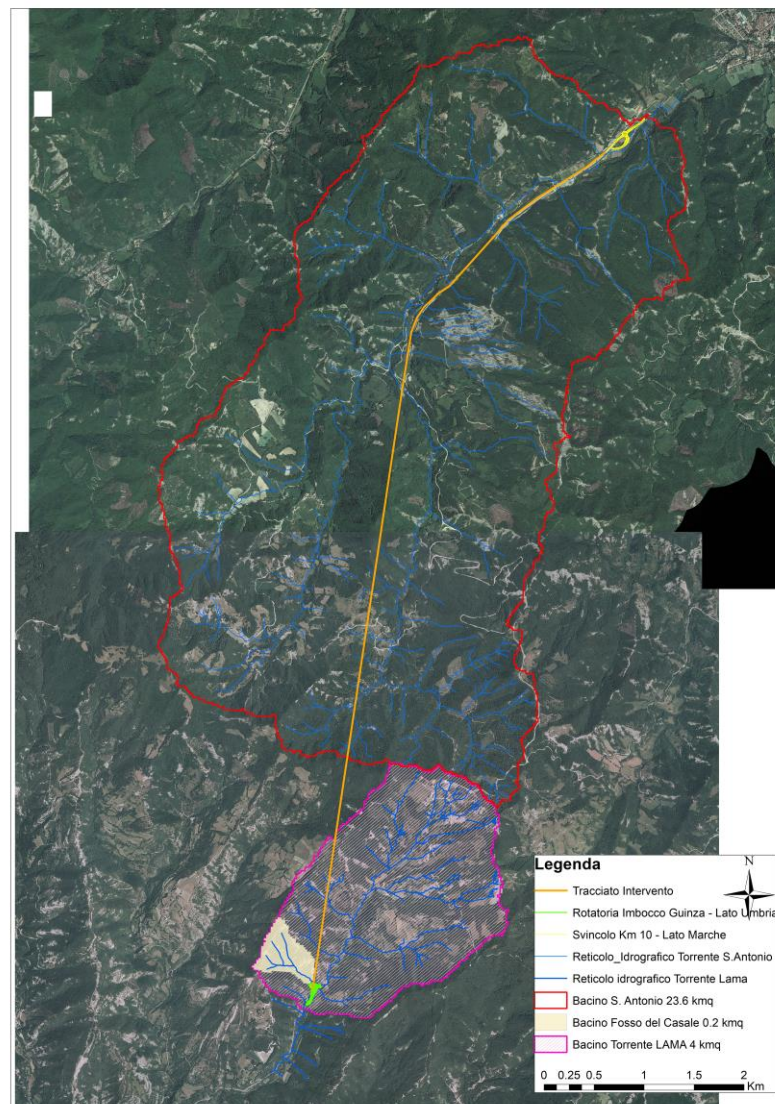 Legenda
N
Tracciato Intervento
Rotatoria Imbocco Guinza - Lato Umbria
Svincolo Km 10 - Lato Marche
Reticolo_Idrografico Torrente S.Antonio
Reticolo idrografico Torrente Lama
Bacino S. Antonio 23.6 kmq
Bacino Fosso del Casale 0.2 kmq
Bacino Torrente LAMA 4 kmq
0 0.25 0.5 1 1.5 2
Km